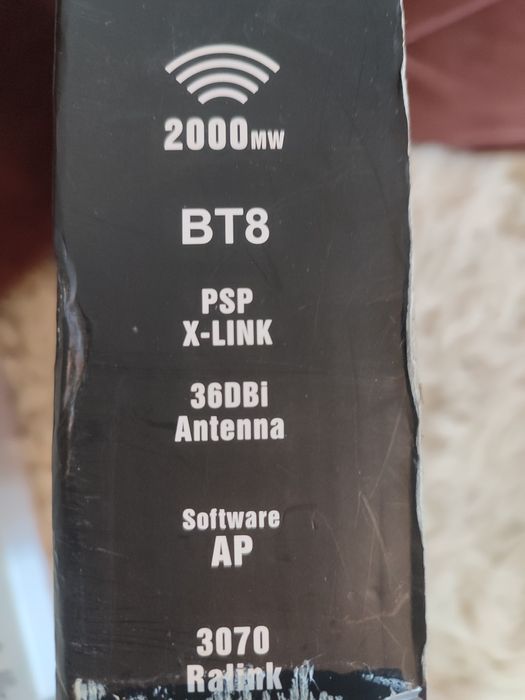 2000MW
BT8
PSP
X-LINK
36DBi
Antenna
Software
AP
3070
Ralink